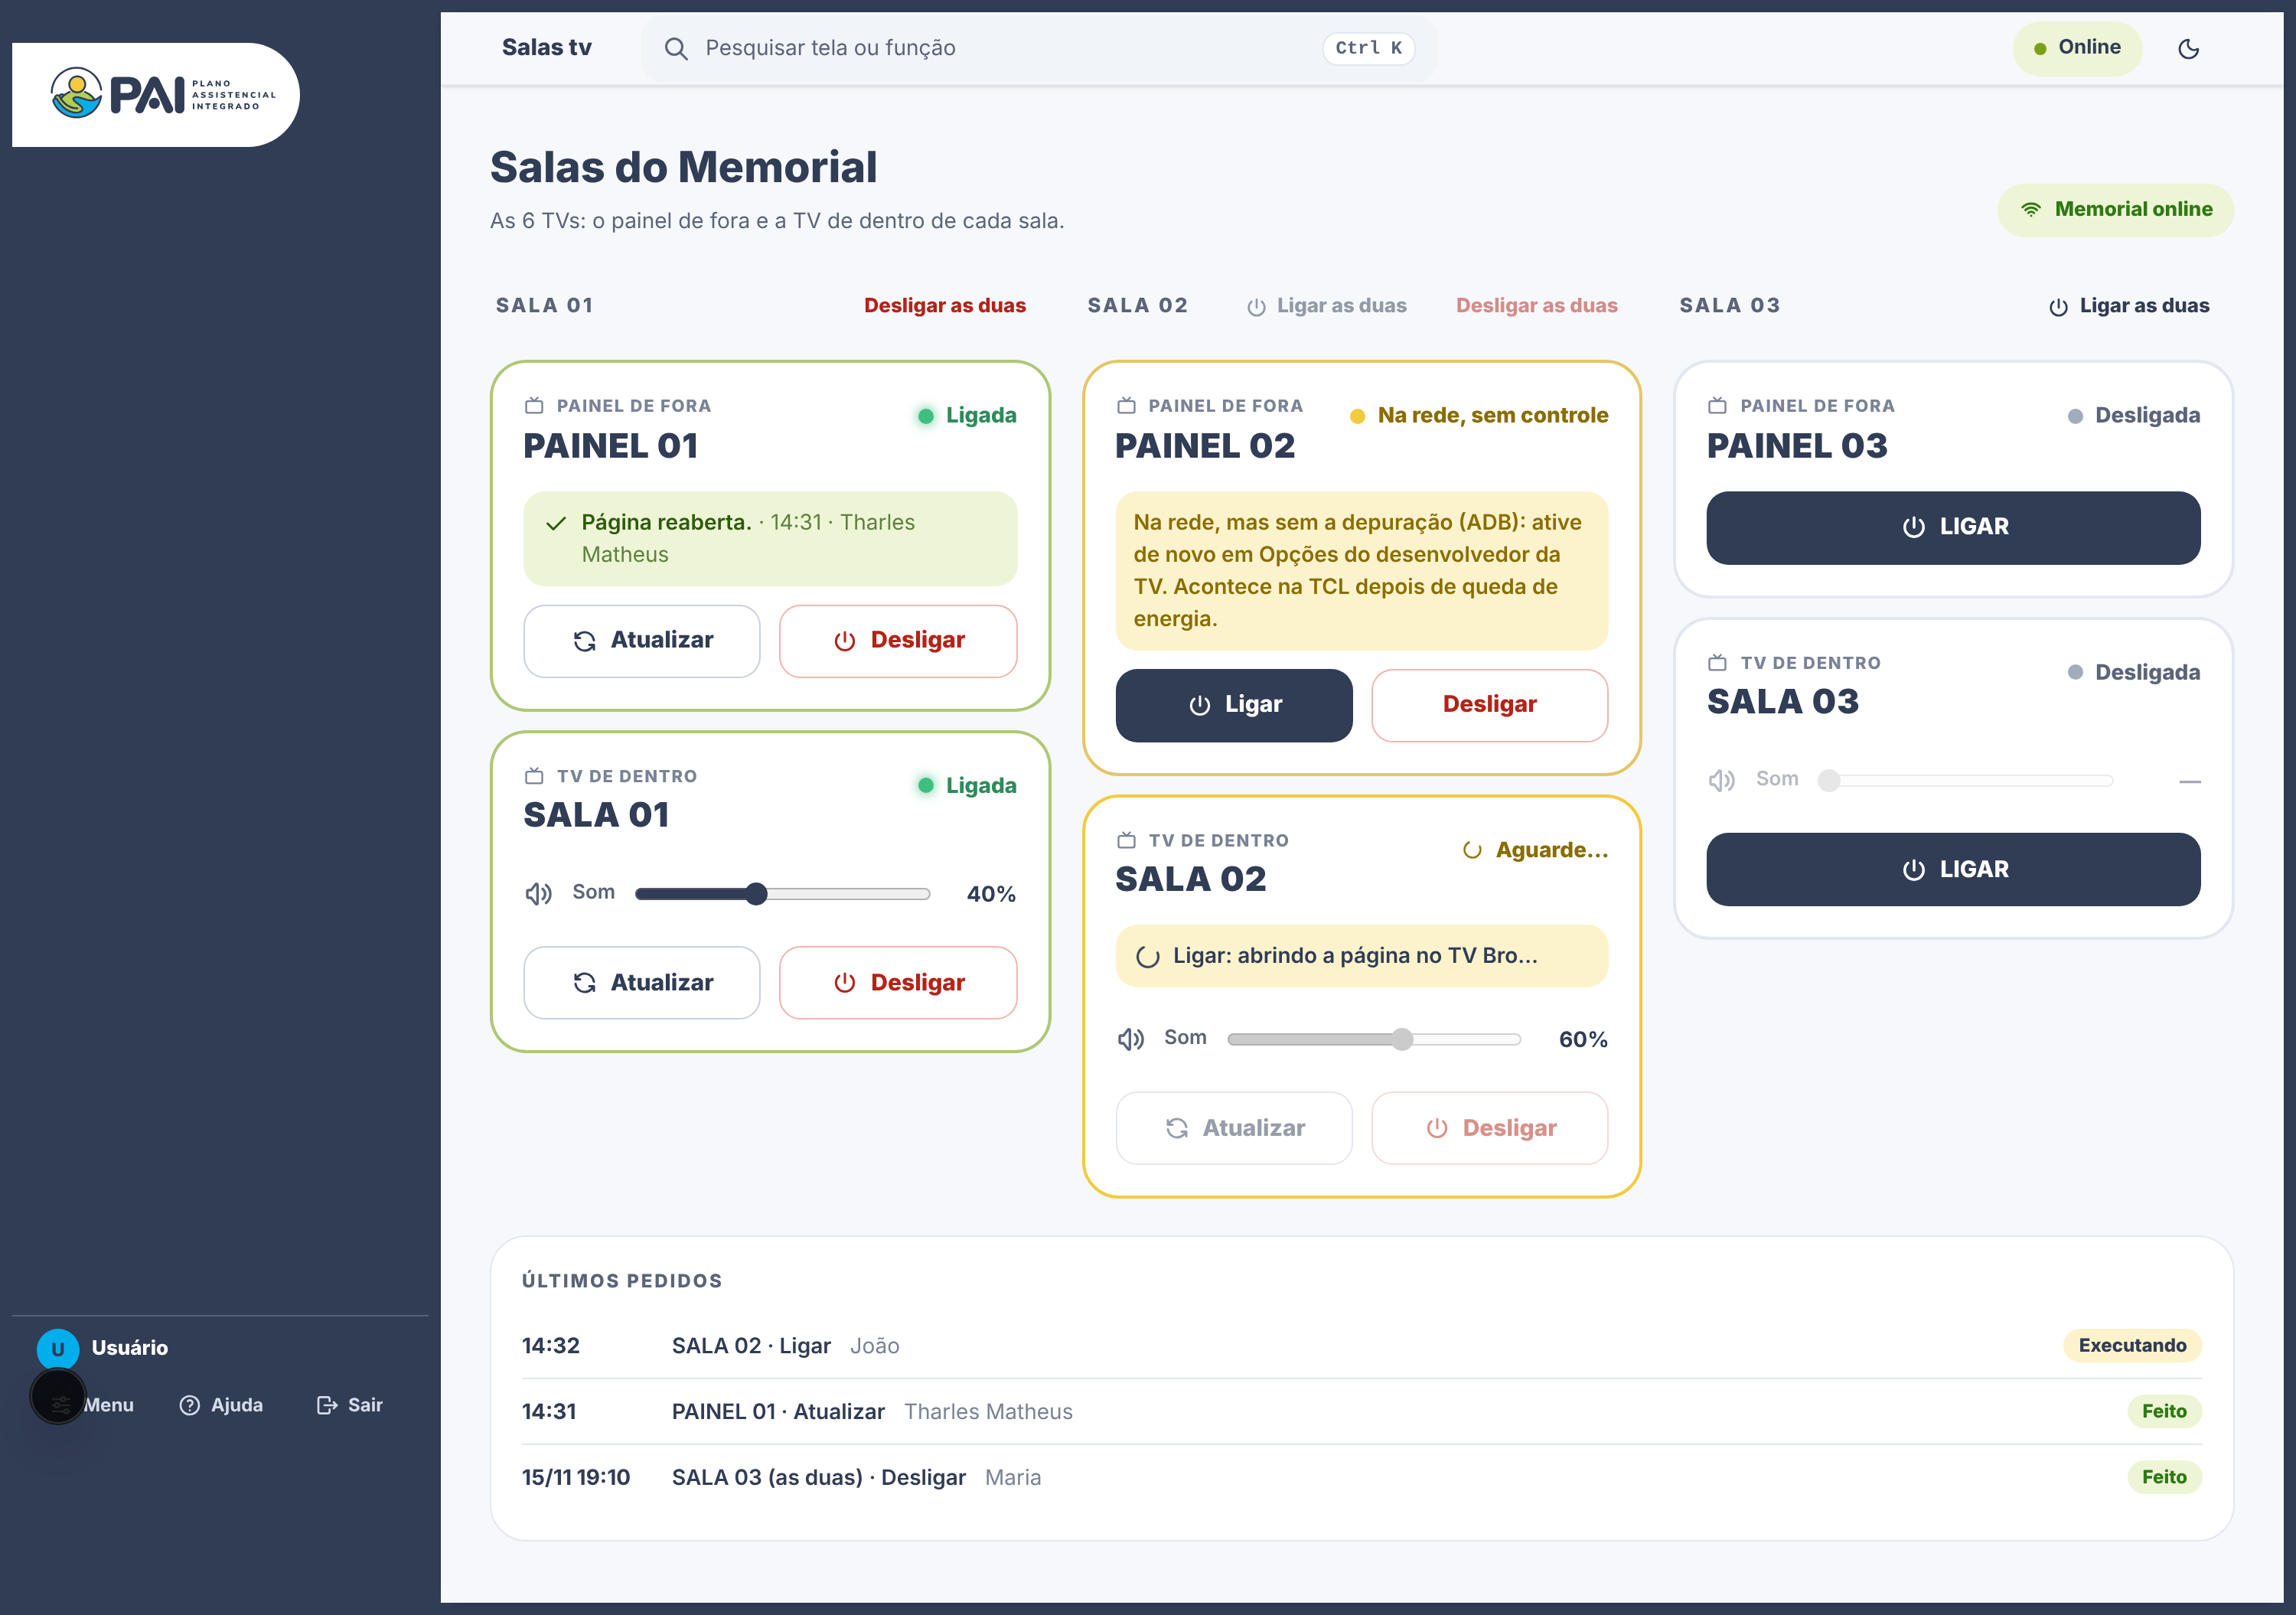 PAI PLANO
ASSISTENCIAL
INTEGRADO
Salas tv
Pesquisar tela ou função
Ctrl K
Online
Salas do Memorial
As 6 TVs: o painel de fora e a TV de dentro de cada sala.
Memorial online
SALA 01
Desligar as duas
PAINEL DE FORA
PAINEL 01
Ligada
Página reaberta. · 14:31 · Tharles
Matheus
Atualizar
Desligar
TV DE DENTRO
SALA 01
Ligada
Som
40%
Atualizar
Desligar
SALA 02
Ligar as duas
Desligar as duas
PAINEL DE FORA
PAINEL 02
Na rede, sem controle
Na rede, mas sem a depuração (ADB): ative
de novo em Opções do desenvolvedor da
TV. Acontece na TCL depois de queda de
energia.
Ligar
Desligar
TV DE DENTRO
SALA 02
Aguarde...
Ligar: abrindo a página no TV Bro...
Som
60%
Atualizar
Desligar
SALA 03
Ligar as duas
PAINEL DE FORA
PAINEL 03
Desligada
LIGAR
TV DE DENTRO
SALA 03
Desligada
Som
—
LIGAR
ÚLTIMOS PEDIDOS
14:32 SALA 02 · Ligar João Executando
14:31 PAINEL 01 · Atualizar Tharles Matheus Feito
15/11 19:10 SALA 03 (as duas) · Desligar Maria Feito
U Usuário
Menu
Ajuda
Sair